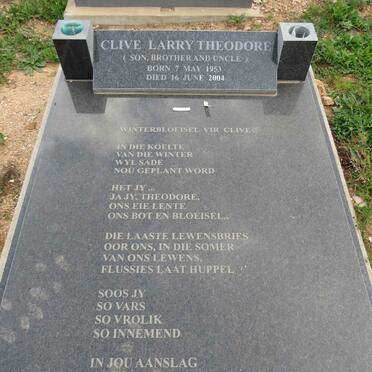 CLIVE LARRY THEODORE
( SON, BROTHER AND UNCLE )
BORN 7 MAY 1953
DIED 16 JUNE 2004
WINTERBLOEISEL VIR CLIVE
IN DIE KOELTE
VAN DIE WINTER
WYL SADE
NOU GEPLANT WORD
HET JY ...
JA JY, THEODORE,
ONS EIE LENTE
ONS BOT EN BLOEISEL..
DIE LAASTE LEWENSBRIES
OOR ONS, IN DIE SOMER
VAN ONS LEWENS,
FLUSSIES LAAT HUPPEL
SOOS JY
SO VARS
SO VROLIK
SO INNEMEND
IN JOU AANSLAG